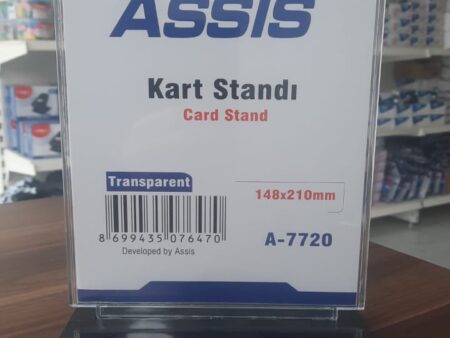 ASSIS
Kart Standı
Card Stand
Transparent
148x210mm
8 699435 076470
A-7720
Developed by Assis